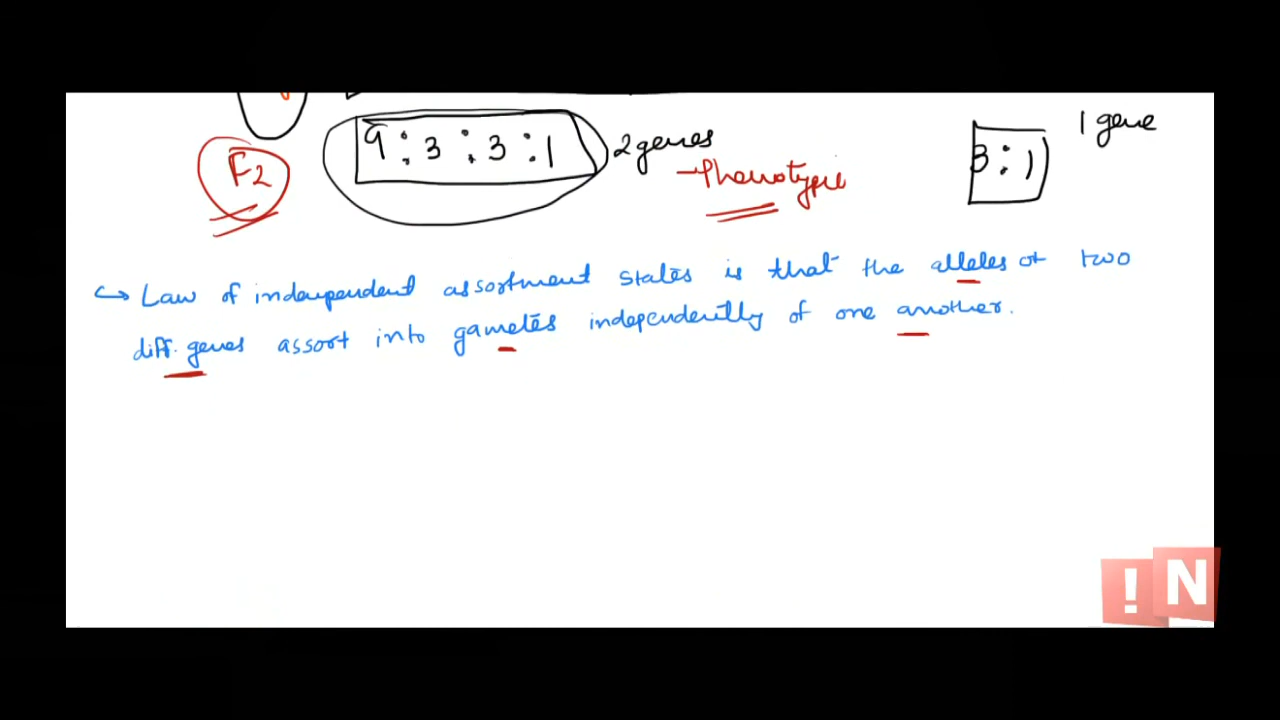 9 : 3 : 3 : 1
2 genes
1 gene
F2
→ Phenotypic
3 : 1
↪ Law of independent assortment states is that the alleles of two
diff. genes assort into gametes independently of one another.
!N